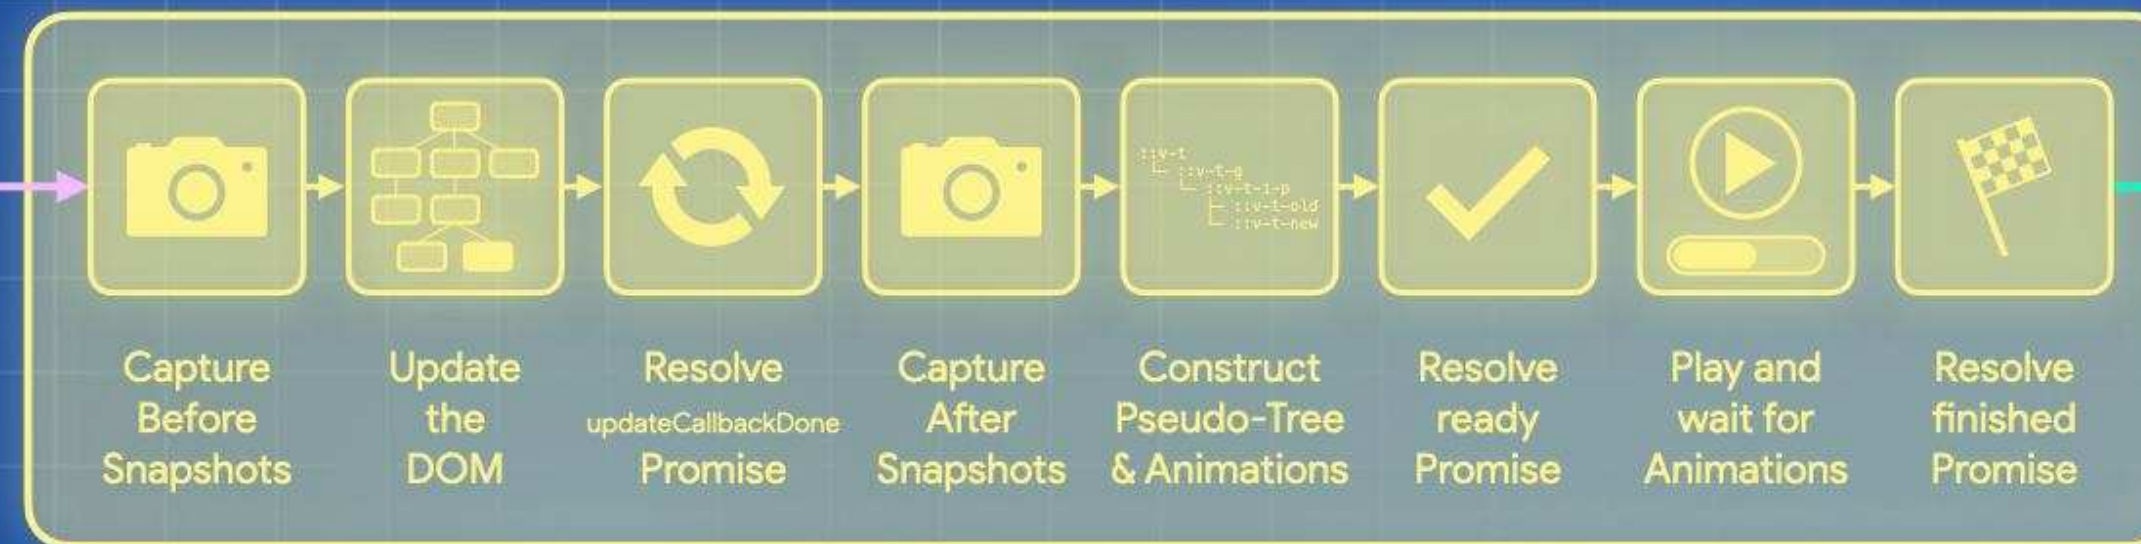 ::v-t
└─ ::v-t-g
└─ ::v-t-i-p
├─ ::v-t-old
└─ ::v-t-new
Capture
Before
Snapshots
Update
the
DOM
Resolve
updateCallbackDone
Promise
Capture
After
Snapshots
Construct
Pseudo-Tree
& Animations
Resolve
ready
Promise
Play and
wait for
Animations
Resolve
finished
Promise